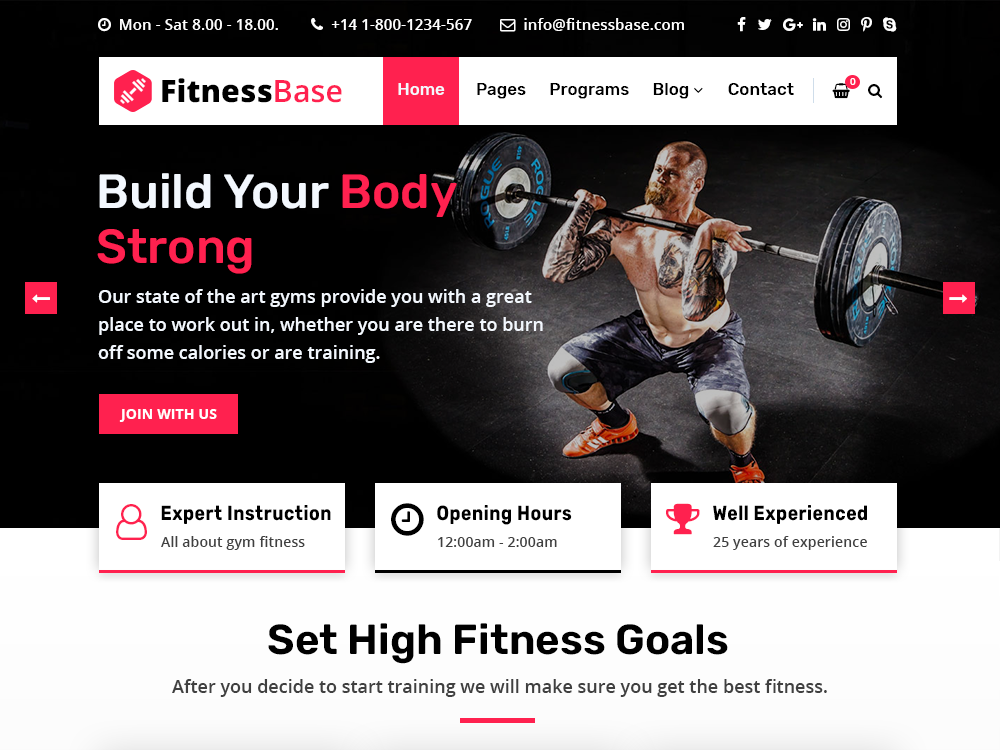 Mon - Sat 8.00 - 18.00.
+14 1-800-1234-567
info@fitnessbase.com
FitnessBase
Home
Pages
Programs
Blog
Contact
0
Build Your Body
Strong
ROGUE
ROGUE
Our state of the art gyms provide you with a great
place to work out in, whether you are there to burn
off some calories or are training.
JOIN WITH US
Expert Instruction
All about gym fitness
Opening Hours
12:00am - 2:00am
Well Experienced
25 years of experience
Set High Fitness Goals
After you decide to start training we will make sure you get the best fitness.